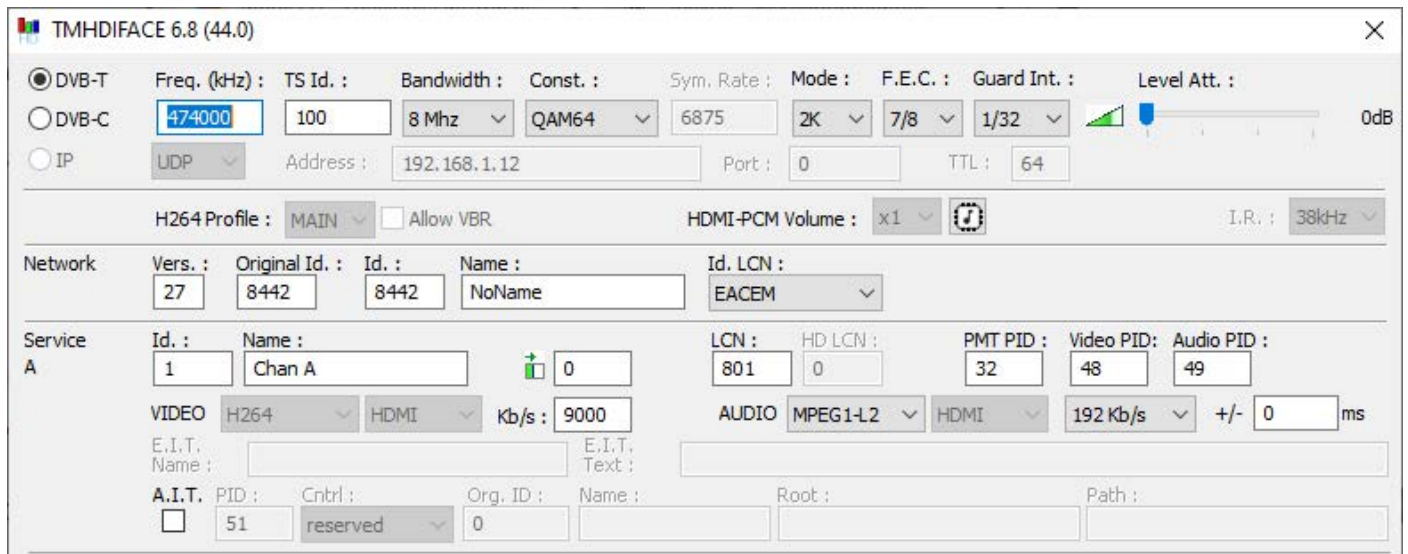 TMHDIFACE 6.8 (44.0)
DVB-T Freq. (kHz) : TS Id. : Bandwidth : Const. : Sym. Rate : Mode : F.E.C. : Guard Int. : Level Att. :
DVB-C 474000 100 8 Mhz QAM64 6875 2K 7/8 1/32 0dB
IP UDP Address : 192.168.1.12 Port : 0 TTL : 64
H264 Profile : MAIN Allow VBR HDMI-PCM Volume : x1 I.R. : 38kHz
Network Vers. : Original Id. : Id. : Name : Id. LCN :
27 8442 8442 NoName EACEM
Service Id. : Name : LCN : HD LCN : PMT PID : Video PID: Audio PID :
A 1 Chan A 0 801 0 32 48 49
VIDEO H264 HDMI Kb/s : 9000 AUDIO MPEG1-L2 HDMI 192 Kb/s +/- 0 ms
E.I.T. E.I.T.
Name : Text :
A.I.T. PID : Cntrl : Org. ID : Name : Root : Path :
51 reserved 0